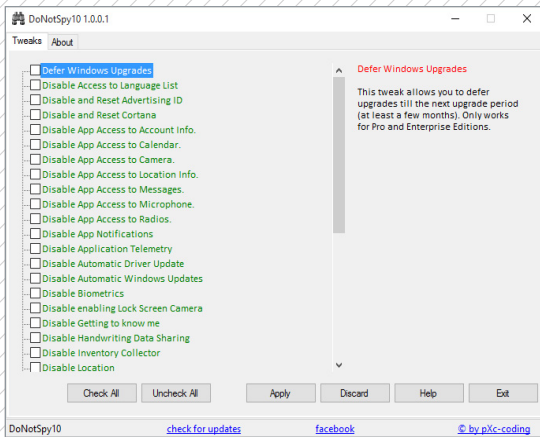 DoNotSpy10 1.0.0.1
Tweaks About
Defer Windows Upgrades
Disable Access to Language List
Disable and Reset Advertising ID
Disable and Reset Cortana
Disable App Access to Account Info.
Disable App Access to Calendar.
Disable App Access to Camera.
Disable App Access to Location Info.
Disable App Access to Messages.
Disable App Access to Microphone.
Disable App Access to Radios.
Disable App Notifications
Disable Application Telemetry
Disable Automatic Driver Update
Disable Automatic Windows Updates
Disable Biometrics
Disable enabling Lock Screen Camera
Disable Getting to know me
Disable Handwriting Data Sharing
Disable Inventory Collector
Disable Location
Defer Windows Upgrades
This tweak allows you to defer
upgrades till the next upgrade period
(at least a few months). Only works
for Pro and Enterprise Editions.
Check All Uncheck All Apply Discard Help Exit
DoNotSpy10 check for updates facebook © by pXc-coding